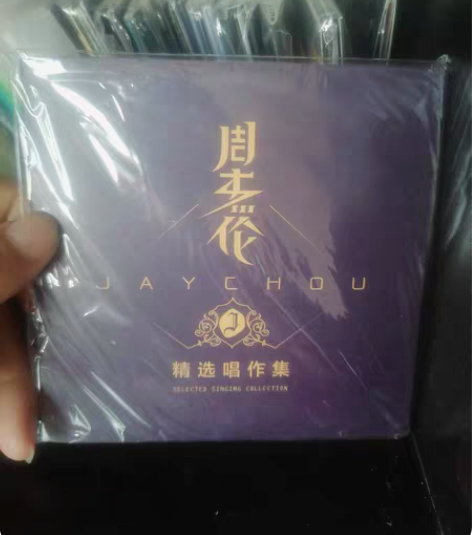 周杰伦
JAYCHOU
J
精选唱作集
SELECTED SINGING COLLECTION